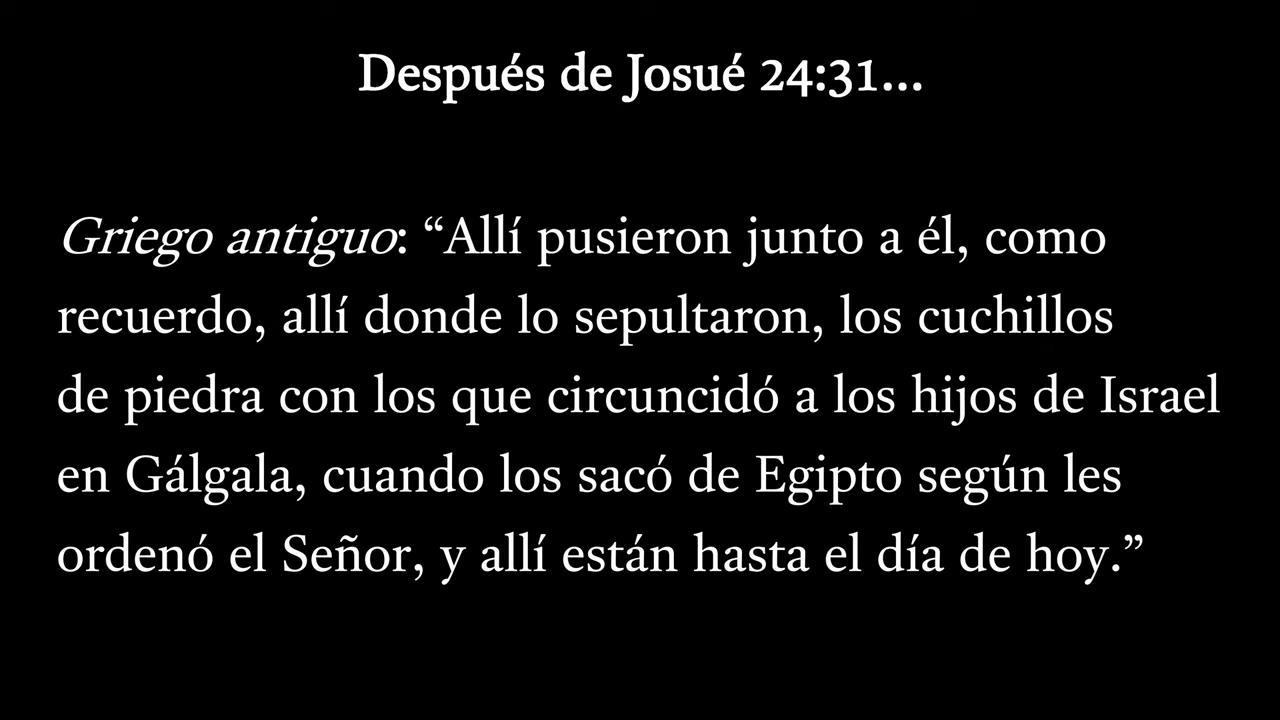 Después de Josué 24:31...
Griego antiguo: “Allí pusieron junto a él, como
recuerdo, allí donde lo sepultaron, los cuchillos
de piedra con los que circuncidó a los hijos de Israel
en Gálgala, cuando los sacó de Egipto según les
ordenó el Señor, y allí están hasta el día de hoy.”